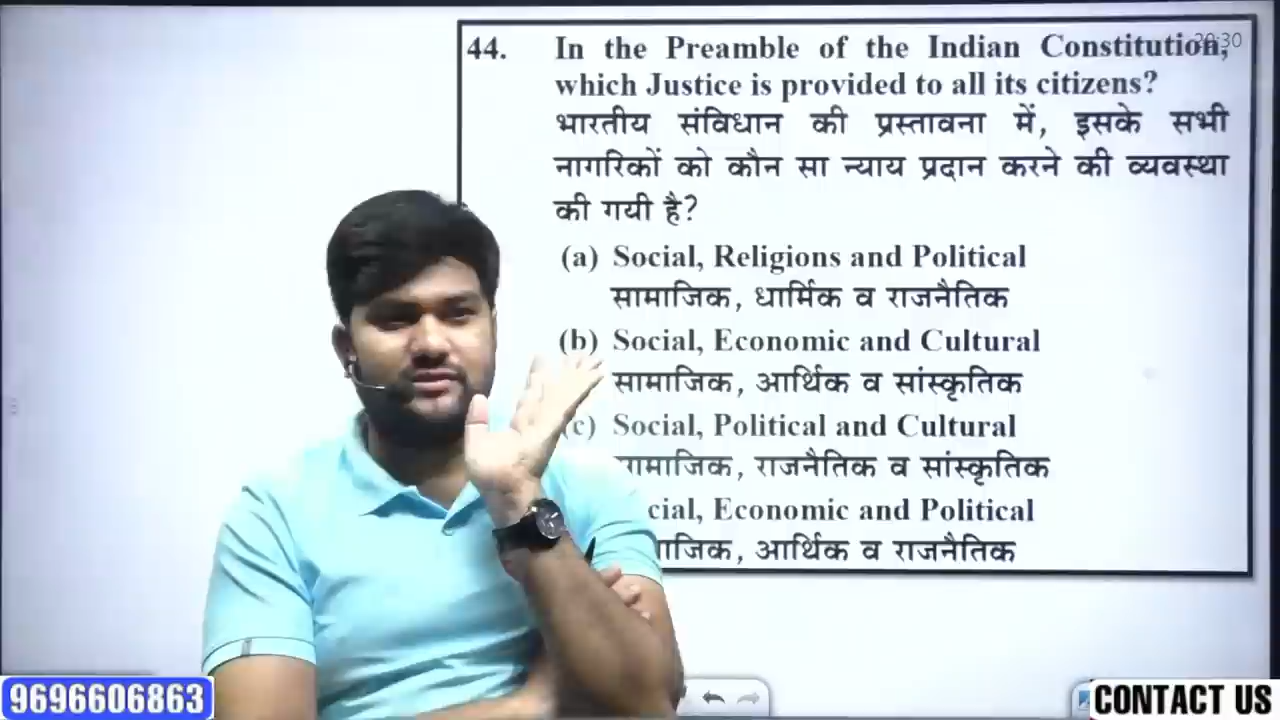 44. In the Preamble of the Indian Constitution,
which Justice is provided to all its citizens?
भारतीय संविधान की प्रस्तावना में, इसके सभी
नागरिकों को कौन सा न्याय प्रदान करने की व्यवस्था
की गयी है?
(a) Social, Religions and Political
सामाजिक, धार्मिक व राजनैतिक
(b) Social, Economic and Cultural
सामाजिक, आर्थिक व सांस्कृतिक
(c) Social, Political and Cultural
राजनैतिक व सांस्कृतिक
Economic and Political
आर्थिक व राजनैतिक
9696606863
CONTACT US